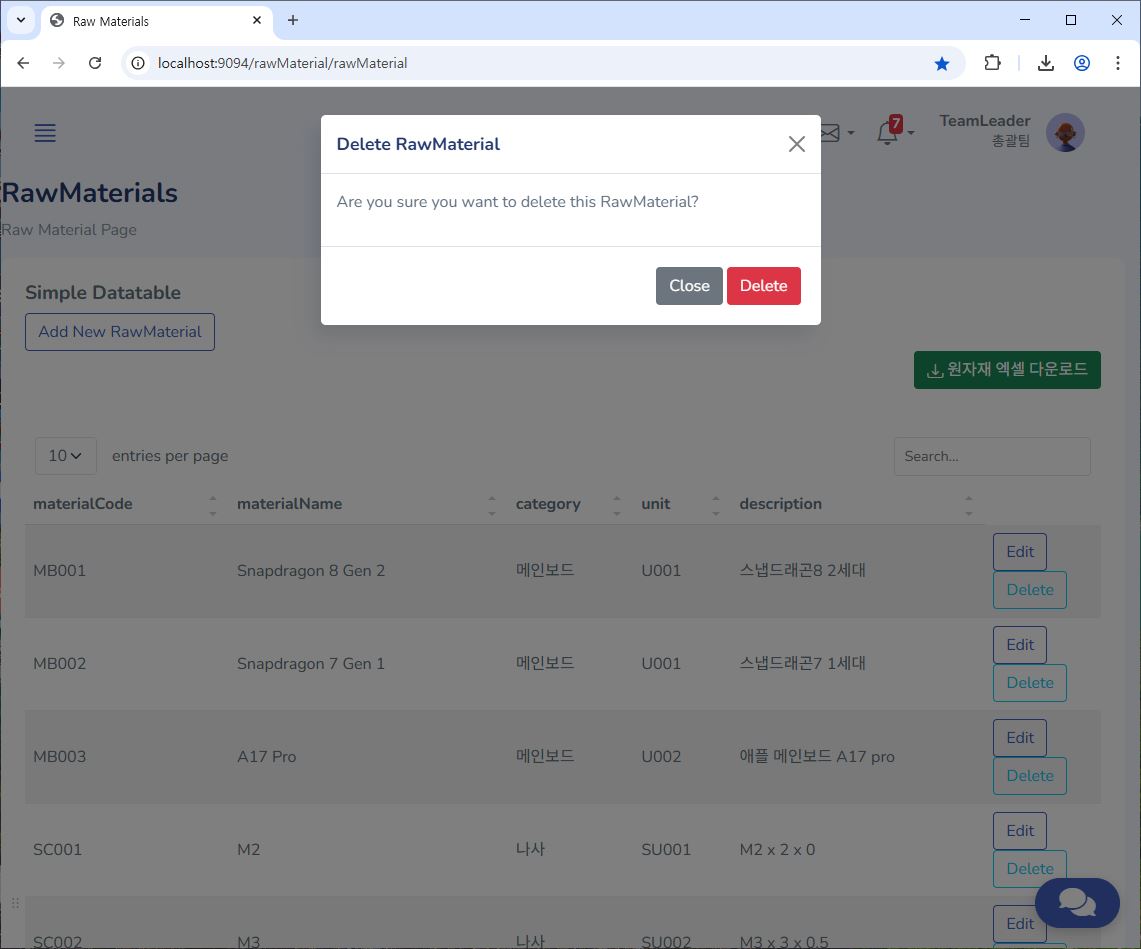 Raw Materials
localhost:9094/rawMaterial/rawMaterial
Delete RawMaterial
7
TeamLeader
총괄팀
RawMaterials
Are you sure you want to delete this RawMaterial?
Raw Material Page
Close Delete
Simple Datatable
Add New RawMaterial
원자재 엑셀 다운로드
10 entries per page
Search...
materialCode materialName category unit description
MB001 Snapdragon 8 Gen 2 메인보드 U001 스냅드래곤8 2세대 Edit
Delete
MB002 Snapdragon 7 Gen 1 메인보드 U001 스냅드래곤7 1세대 Edit
Delete
MB003 A17 Pro 메인보드 U002 애플 메인보드 A17 pro Edit
Delete
SC001 M2 나사 SU001 M2 x 2 x 0 Edit
Delete
SC002 M3 나사 SU002 M3 x 3 x 0.5 Edit